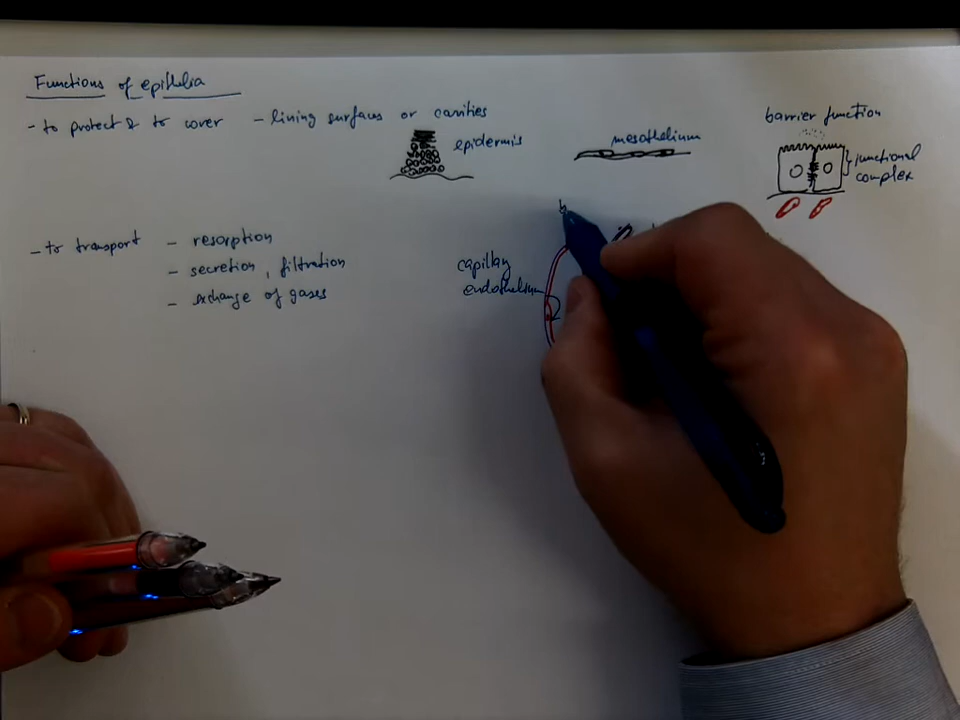 Functions of epithelia
- to protect & to cover - lining surfaces or cavities
epidermis
mesothelium
barrier function
junctional
complex
- to transport - resorption
- secretion, filtration
- exchange of gases
capillary
endothelium